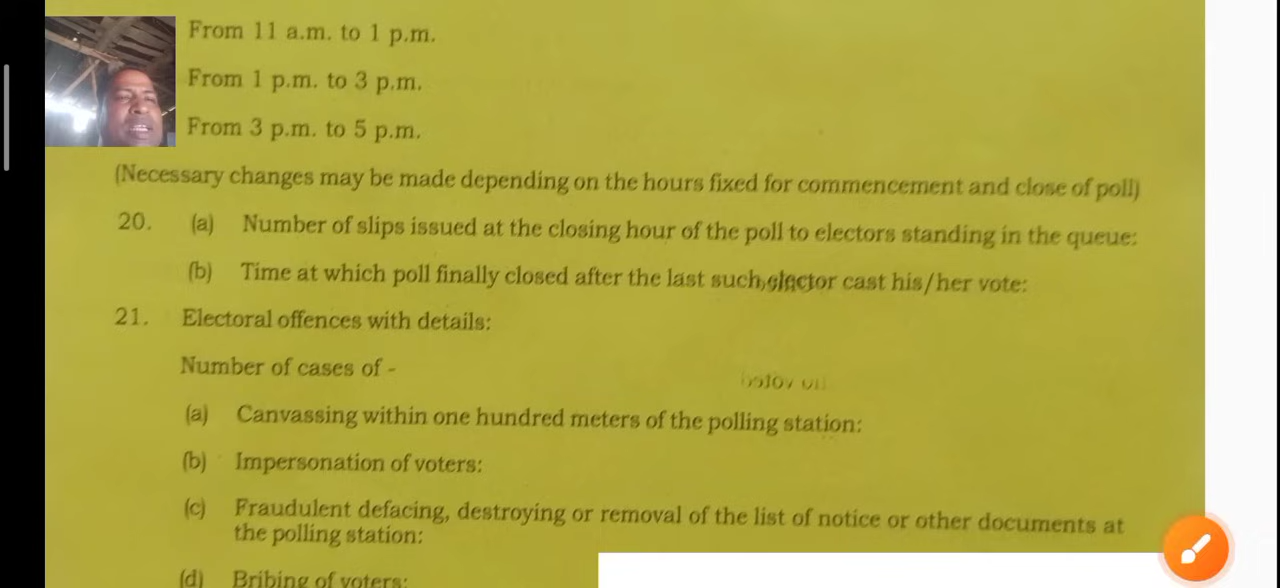 From 11 a.m. to 1 p.m.
From 1 p.m. to 3 p.m.
From 3 p.m. to 5 p.m.
(Necessary changes may be made depending on the hours fixed for commencement and close of poll)
20. (a) Number of slips issued at the closing hour of the poll to electors standing in the queue:
(b) Time at which poll finally closed after the last such elector cast his/her vote:
21. Electoral offences with details:
Number of cases of -
(a) Canvassing within one hundred meters of the polling station:
(b) Impersonation of voters:
(c) Fraudulent defacing, destroying or removal of the list of notice or other documents at
the polling station:
(d) Bribing of voters: